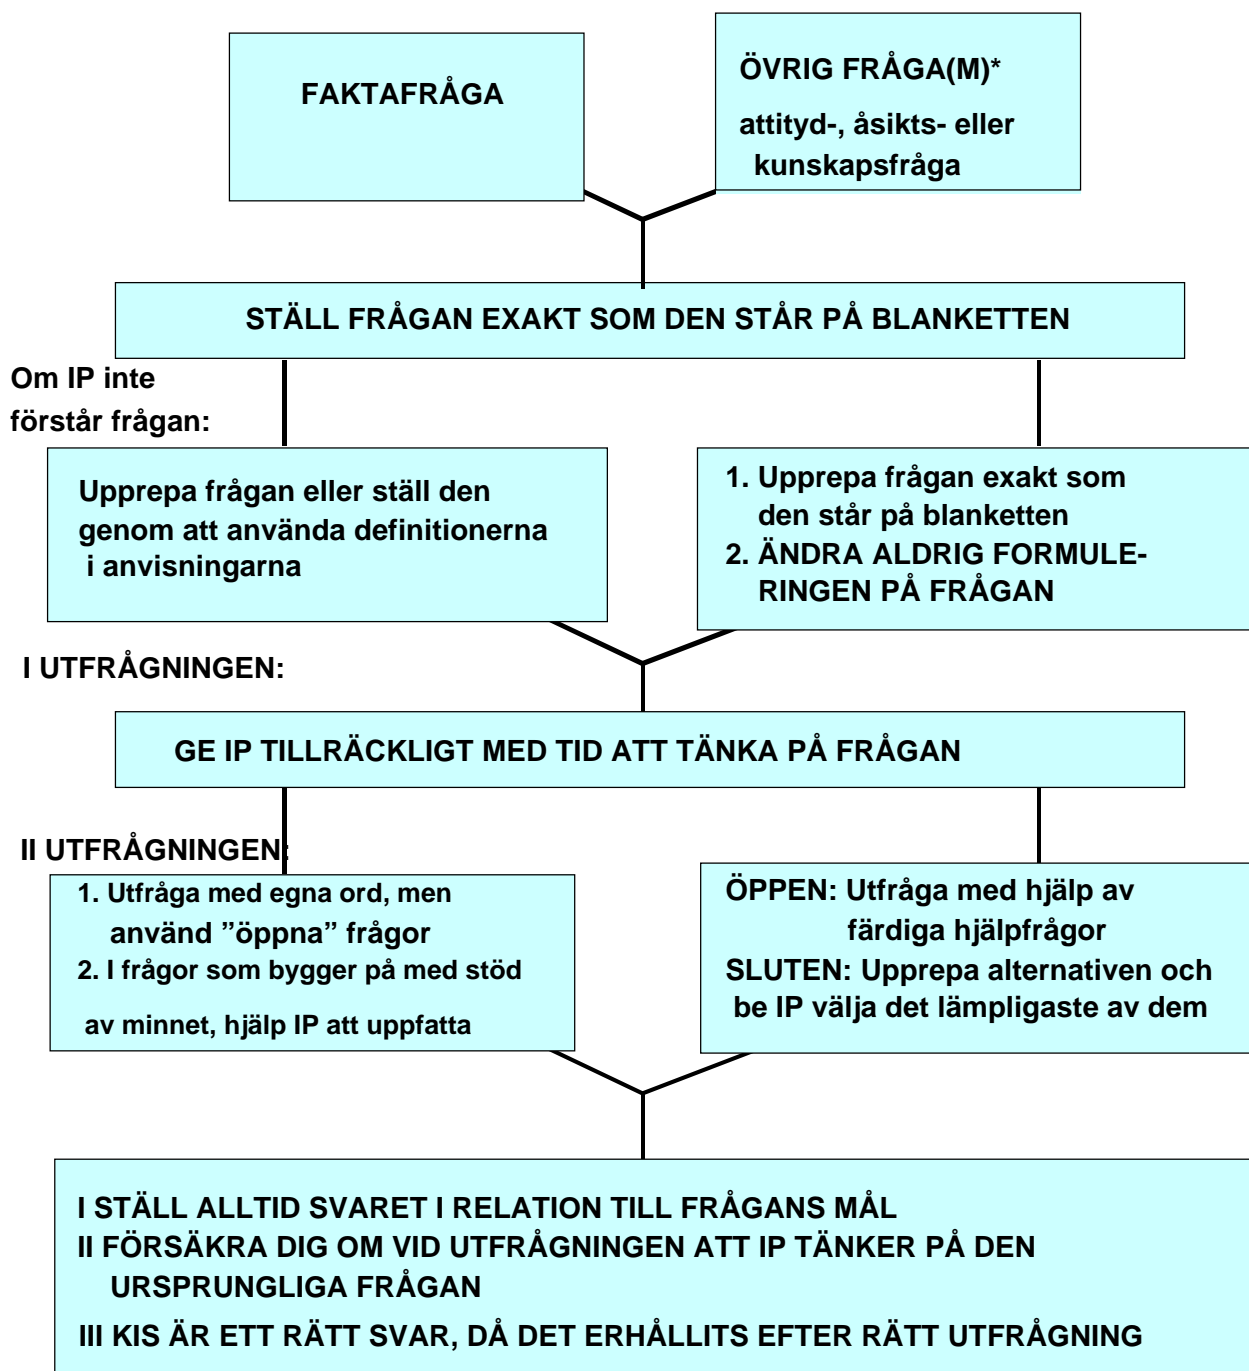 FAKTAFRÅGA
ÖVRIG FRÅGA(M)*
attityd-, åsikts- eller
kunskapsfråga
STÄLL FRÅGAN EXAKT SOM DEN STÅR PÅ BLANKETTEN
Om IP inte
förstår frågan:
Upprepa frågan eller ställ den
genom att använda definitionerna
i anvisningarna
1. Upprepa frågan exakt som
den står på blanketten
2. ÄNDRA ALDRIG FORMULE-
RINGEN PÅ FRÅGAN
I UTFRÅGNINGEN:
GE IP TILLRÄCKLIGT MED TID ATT TÄNKA PÅ FRÅGAN
II UTFRÅGNINGEN:
1. Utfråga med egna ord, men
använd ”öppna” frågor
2. I frågor som bygger på med stöd
av minnet, hjälp IP att uppfatta
ÖPPEN: Utfråga med hjälp av
färdiga hjälpfrågor
SLUTEN: Upprepa alternativen och
be IP välja det lämpligaste av dem
I STÄLL ALLTID SVARET I RELATION TILL FRÅGANS MÅL
II FÖRSÄKRA DIG OM VID UTFRÅGNINGEN ATT IP TÄNKER PÅ DEN
URSPRUNGLIGA FRÅGAN
III KIS ÄR ETT RÄTT SVAR, DÅ DET ERHÅLLITS EFTER RÄTT UTFRÅGNING